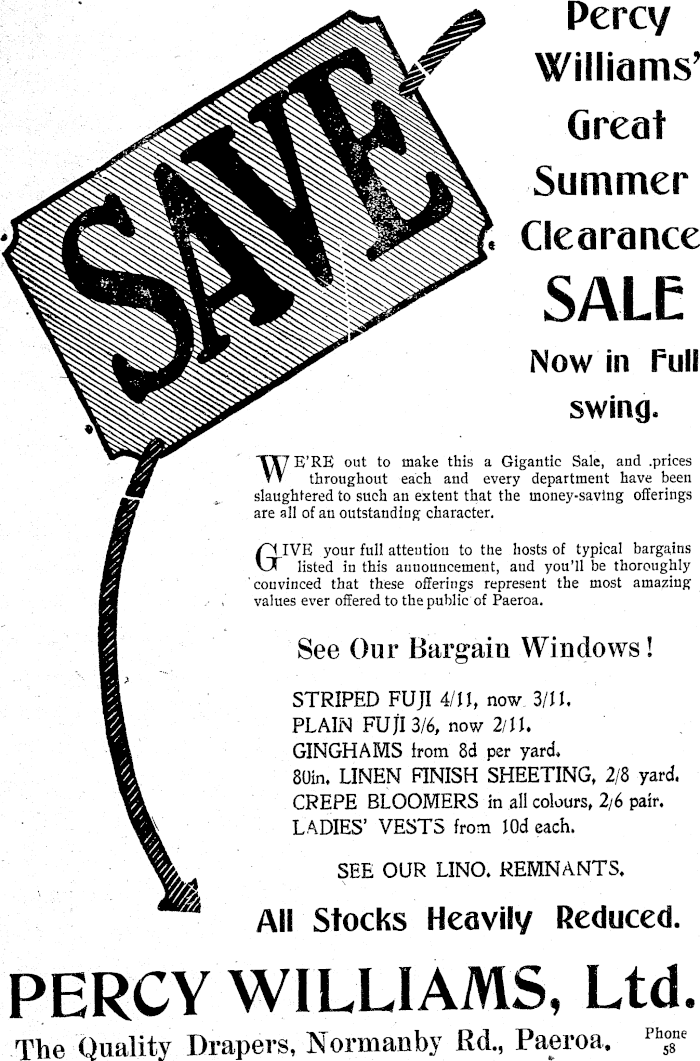 SAVE
Percy
Williams'
Great
Summer
Clearance
SALE
Now in Full
swing.
WE'RE out to make this a Gigantic Sale, and .prices
throughout each and every department have been
slaughtered to such an extent that the money-saving offerings
are all of an outstanding character.
GIVE your full attention to the hosts of typical bargains
listed in this announcement, and you'll be thoroughly
convinced that these offerings represent the most amazing
values ever offered to the public of Paeroa.
See Our Bargain Windows!
STRIPED FUJI 4/11, now 3/11.
PLAIN FUJI 3/6, now 2/11.
GINGHAMS from 8d per yard.
80in. LINEN FINISH SHEETING, 2/8 yard.
CREPE BLOOMERS in all colours, 2/6 pair.
LADIES' VESTS from 10d each.
SEE OUR LINO. REMNANTS.
All Stocks Heavily Reduced.
PERCY WILLIAMS, Ltd.
The Quality Drapers, Normanby Rd., Paeroa. Phone
58